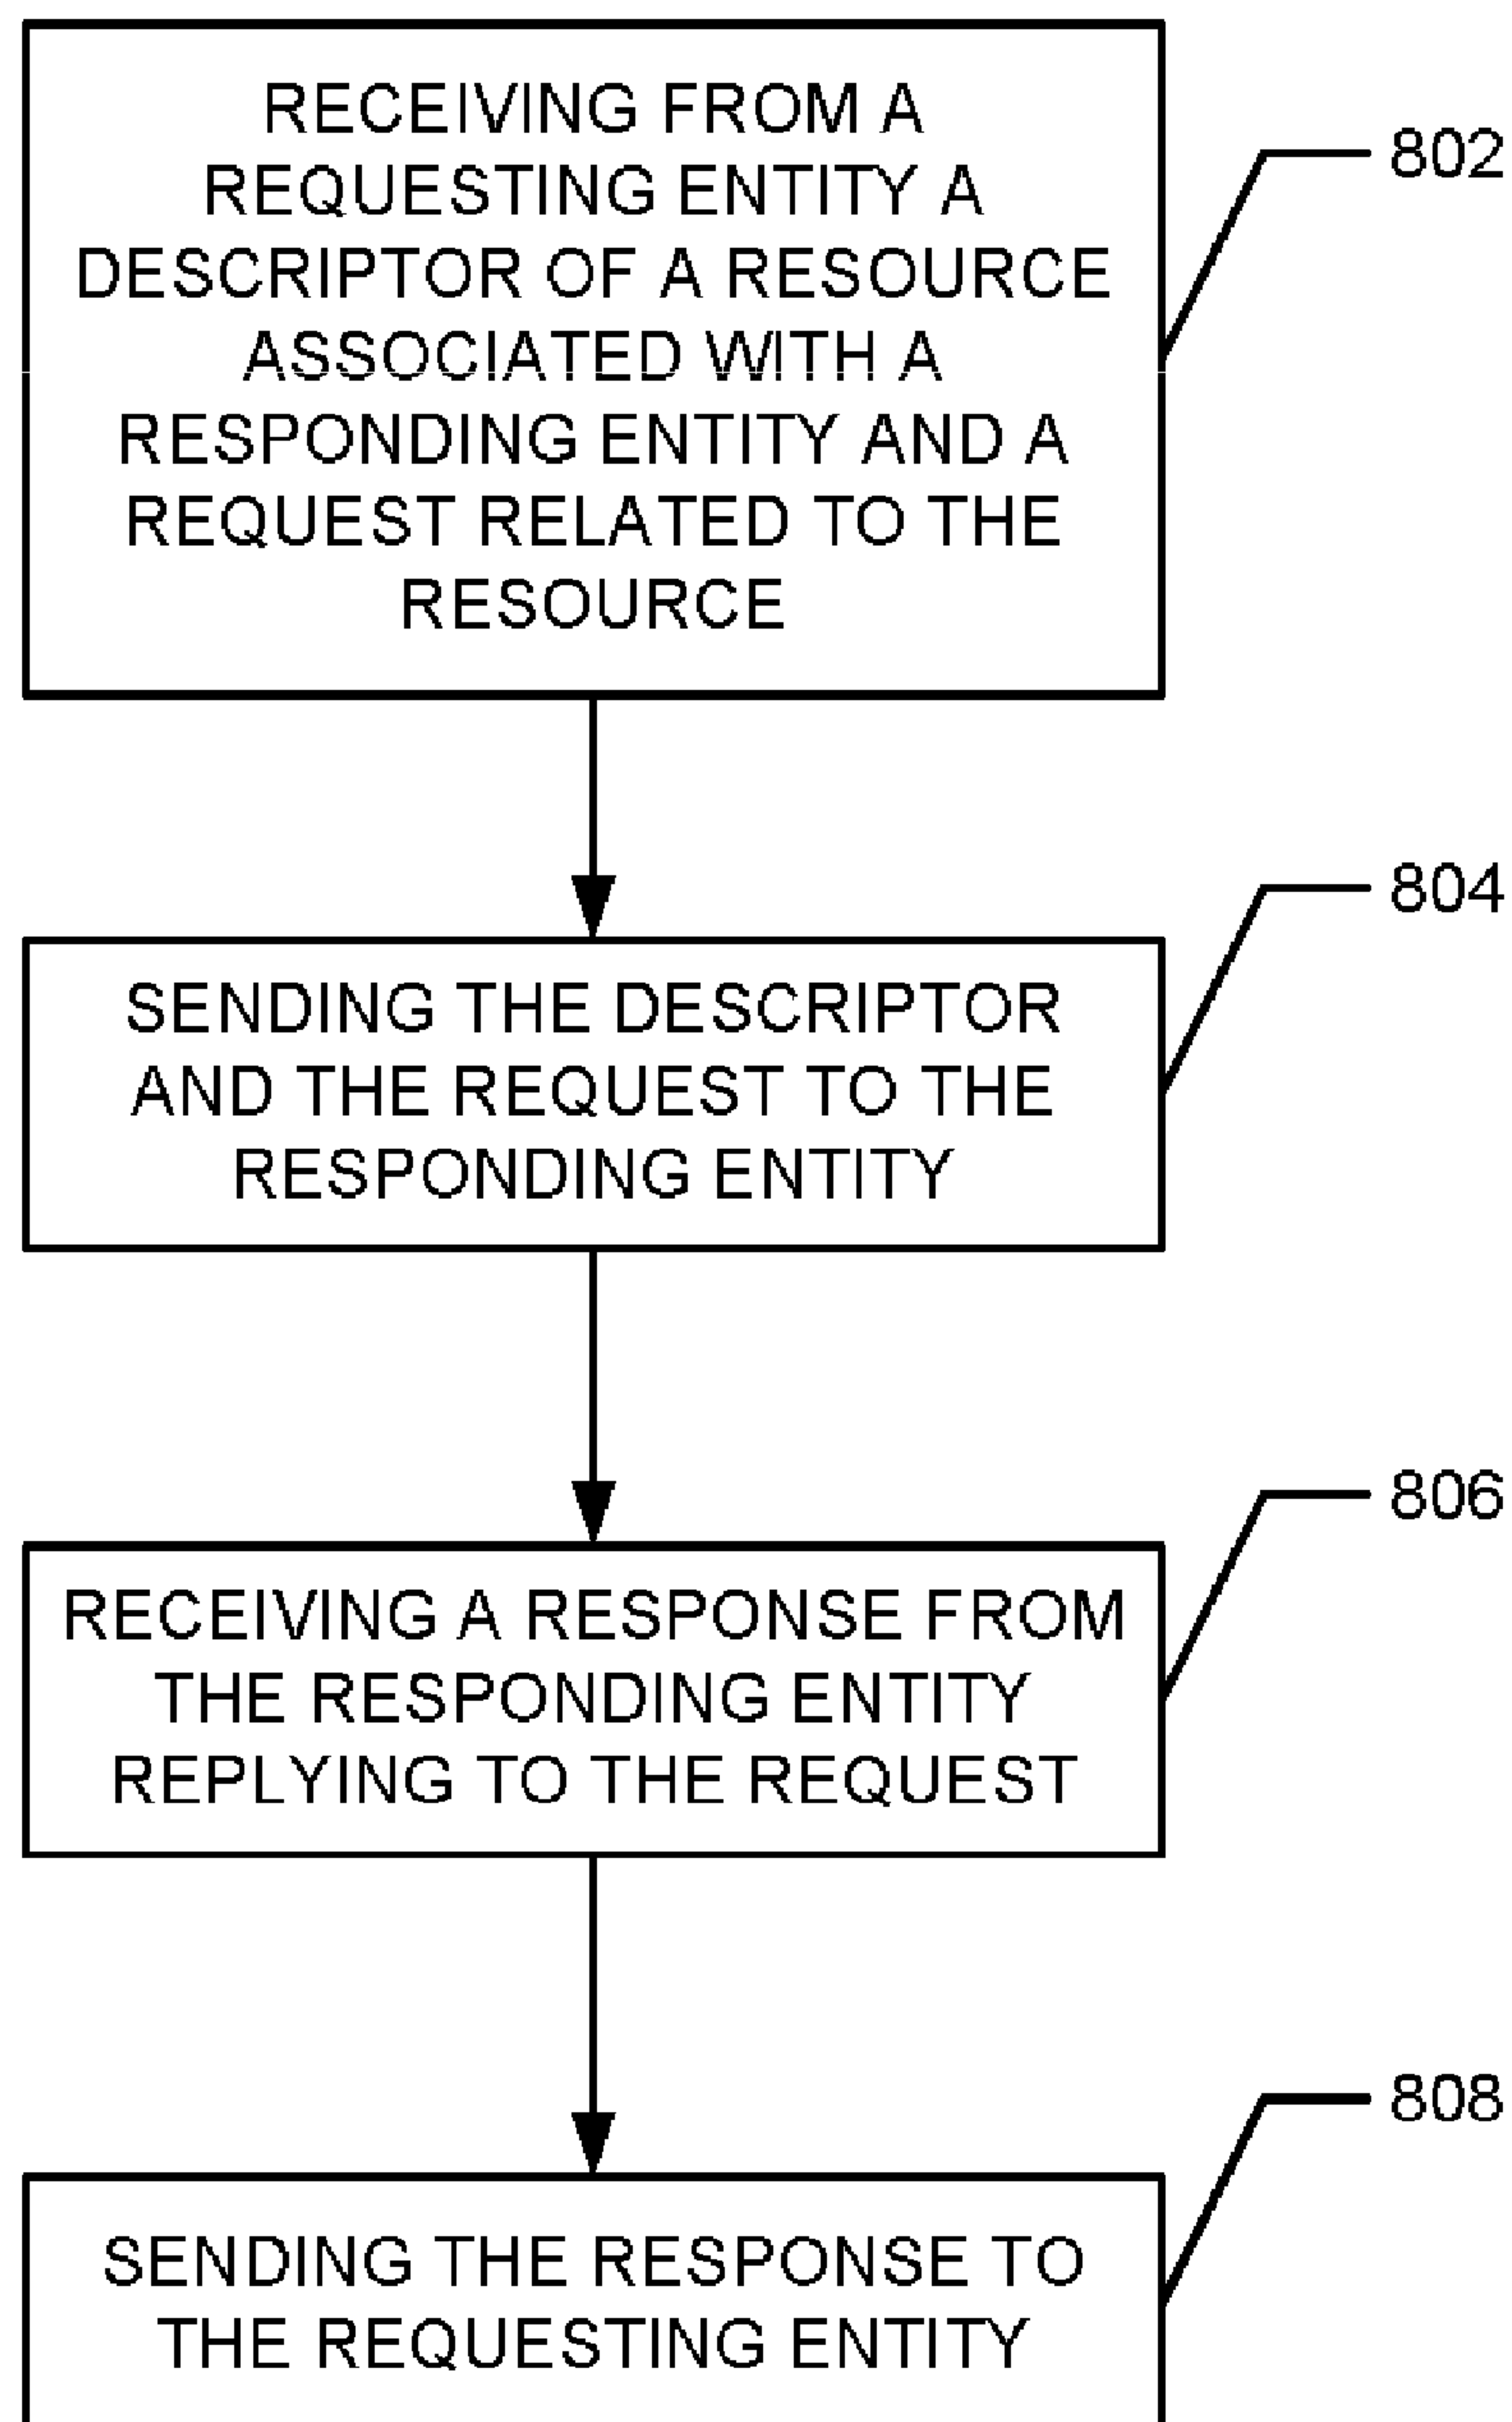 RECEIVING FROM A
REQUESTING ENTITY A
DESCRIPTOR OF A RESOURCE
ASSOCIATED WITH A
RESPONDING ENTITY AND A
REQUEST RELATED TO THE
RESOURCE
802
SENDING THE DESCRIPTOR
AND THE REQUEST TO THE
RESPONDING ENTITY
804
RECEIVING A RESPONSE FROM
THE RESPONDING ENTITY
REPLYING TO THE REQUEST
806
SENDING THE RESPONSE TO
THE REQUESTING ENTITY
808